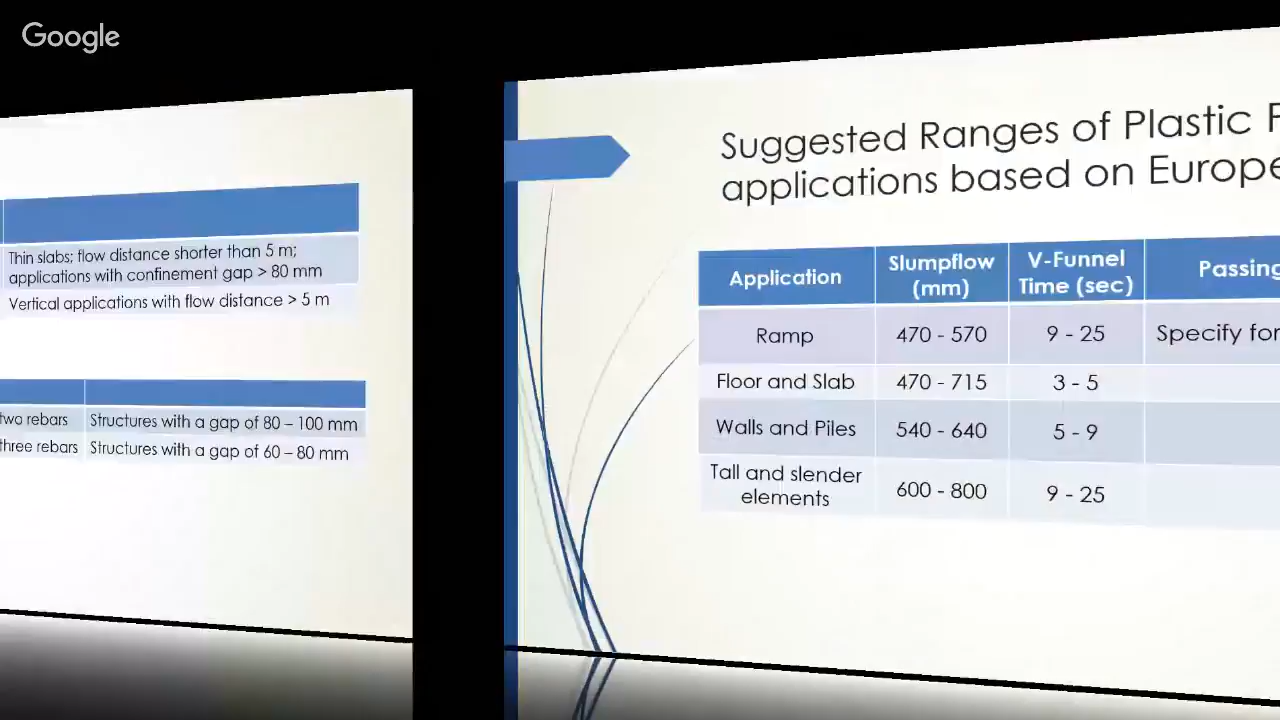 Google
Thin slabs; flow distance shorter than 5 m;
applications with confinement gap > 80 mm
Vertical applications with flow distance > 5 m
two rebars Structures with a gap of 80 – 100 mm
three rebars Structures with a gap of 60 – 80 mm
Suggested Ranges of Plastic
applications based on Europe
Application Slumpflow (mm) V-Funnel Time (sec) Passing
Ramp 470 - 570 9 - 25 Specify for
Floor and Slab 470 - 715 3 - 5
Walls and Piles 540 - 640 5 - 9
Tall and slender elements 600 - 800 9 - 25